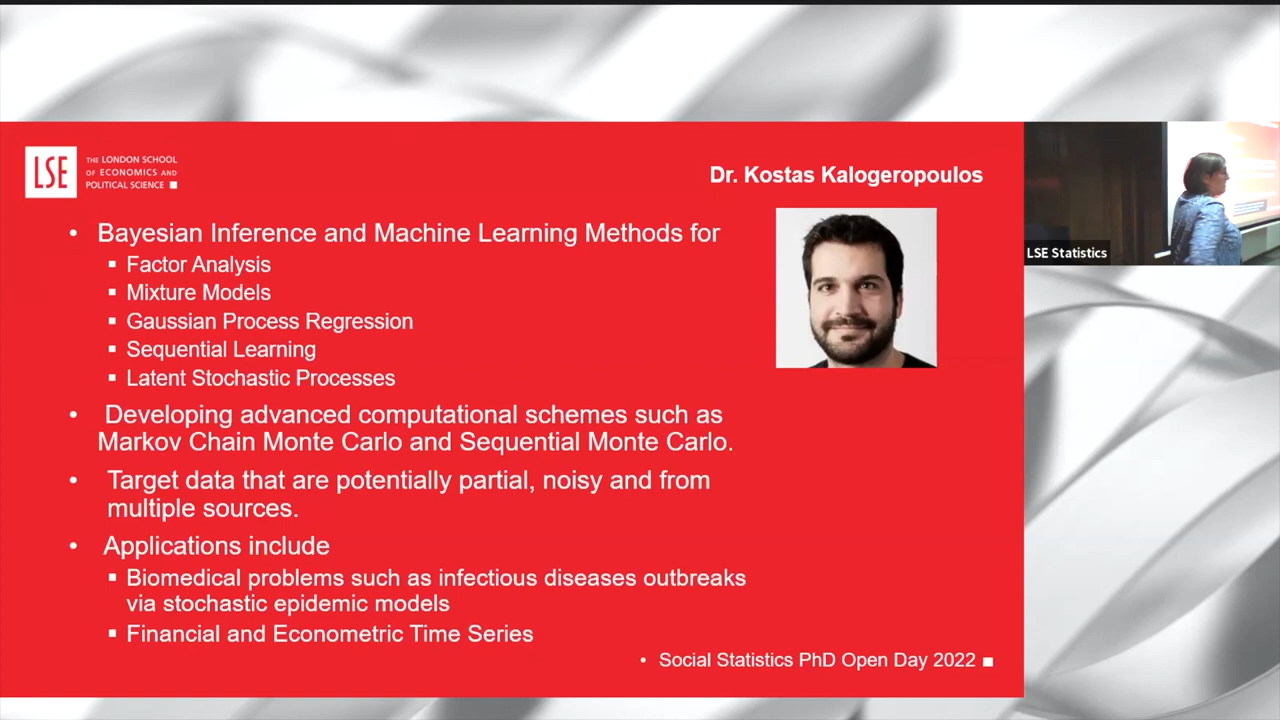 LSE
THE LONDON SCHOOL
OF ECONOMICS AND
POLITICAL SCIENCE
Dr. Kostas Kalogeropoulos
• Bayesian Inference and Machine Learning Methods for
▪ Factor Analysis
▪ Mixture Models
▪ Gaussian Process Regression
▪ Sequential Learning
▪ Latent Stochastic Processes
• Developing advanced computational schemes such as
Markov Chain Monte Carlo and Sequential Monte Carlo.
• Target data that are potentially partial, noisy and from
multiple sources.
• Applications include
▪ Biomedical problems such as infectious diseases outbreaks
via stochastic epidemic models
▪ Financial and Econometric Time Series
• Social Statistics PhD Open Day 2022
LSE Statistics